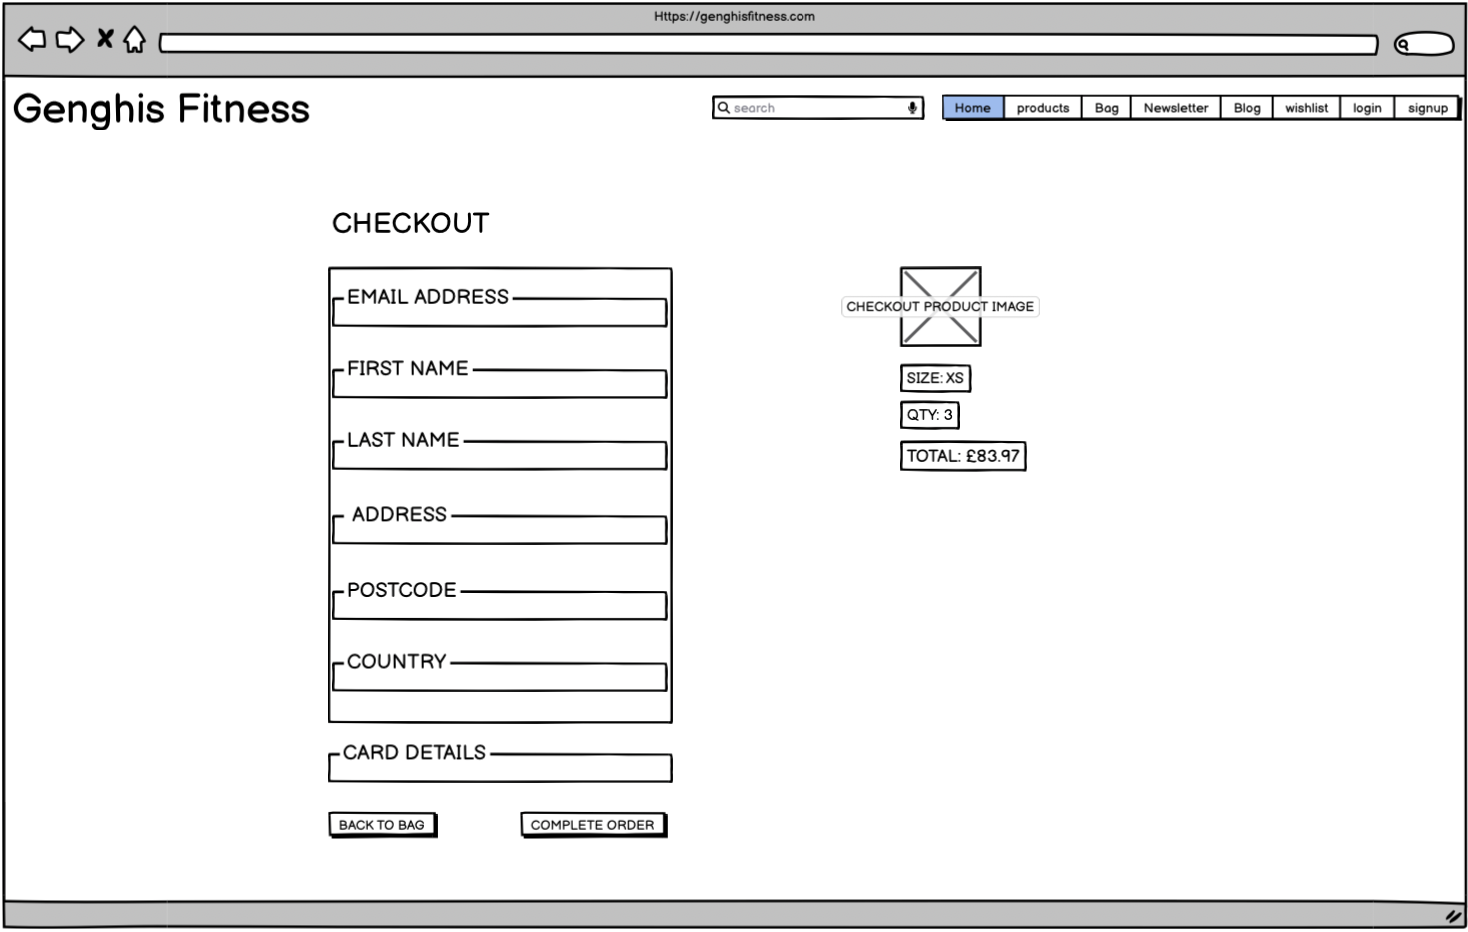 Https://genghisfitness.com
Genghis Fitness
search
Home products Bag Newsletter Blog wishlist login signup
CHECKOUT
EMAIL ADDRESS
CHECKOUT PRODUCT IMAGE
FIRST NAME
SIZE: XS
QTY: 3
LAST NAME
TOTAL: £83.97
ADDRESS
POSTCODE
COUNTRY
CARD DETAILS
BACK TO BAG
COMPLETE ORDER